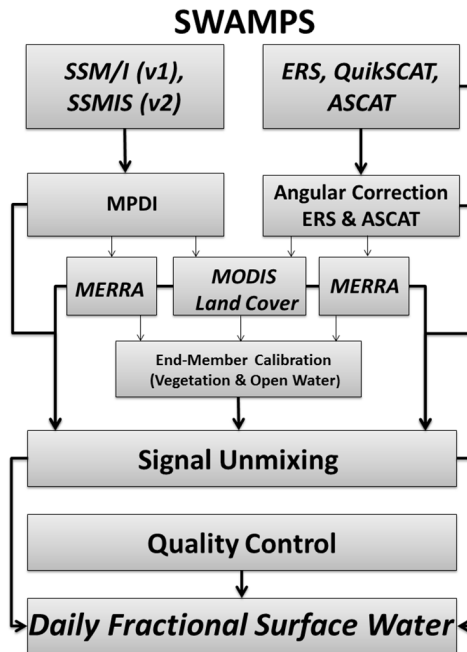 SWAMPS
SSM/I (v1),
SSMIS (v2)
ERS, QuikSCAT,
ASCAT
MPDI
Angular Correction
ERS & ASCAT
MERRA
MODIS
Land Cover
MERRA
End-Member Calibration
(Vegetation & Open Water)
Signal Unmixing
Quality Control
Daily Fractional Surface Water